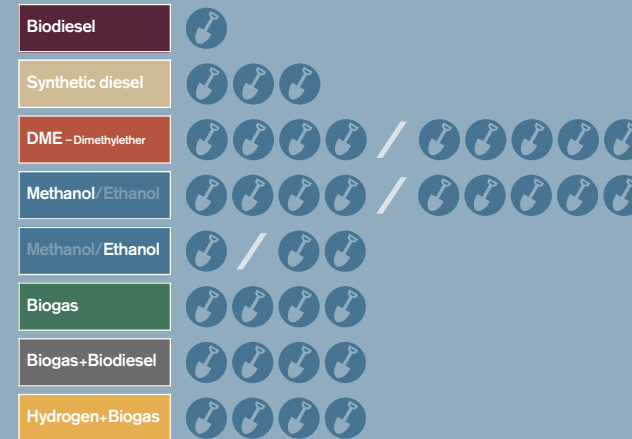 Biodiesel
Synthetic diesel
DME – Dimethylether
Methanol/Ethanol
Methanol/Ethanol
Biogas
Biogas+Biodiesel
Hydrogen+Biogas